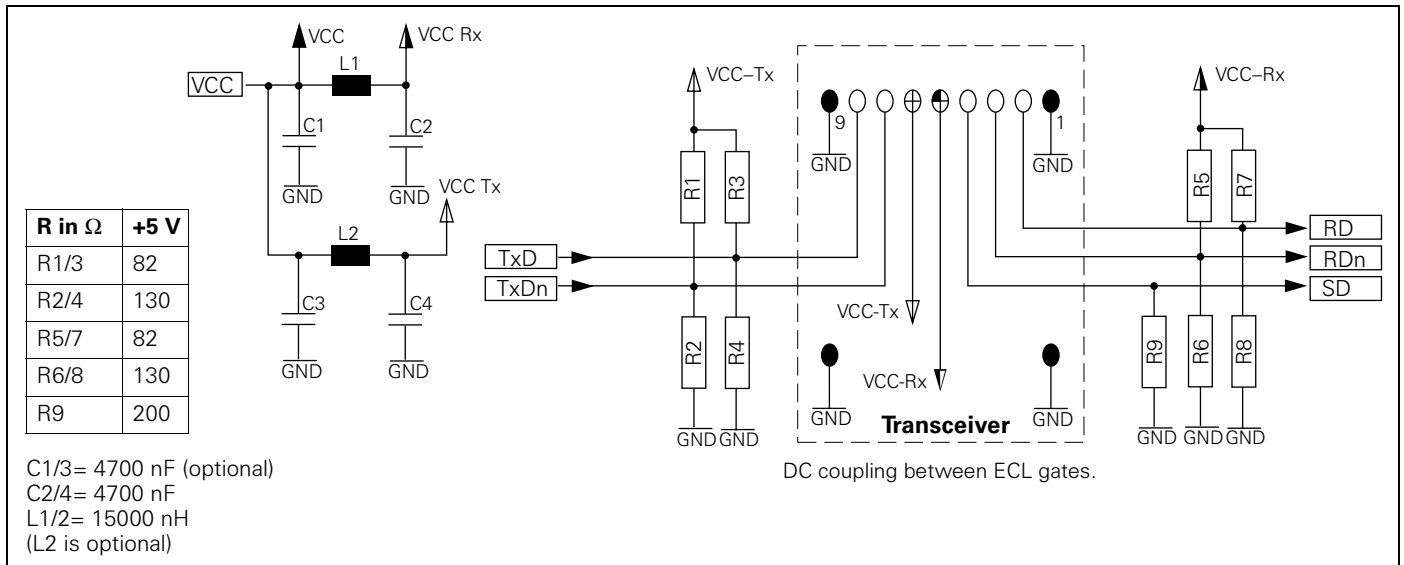 VCC
VCC
L1
VCC Rx
C1
C2
GND
GND
VCC Tx
L2
C3
C4
GND
GND
R in Ω +5 V
R1/3 82
R2/4 130
R5/7 82
R6/8 130
R9 200
C1/3= 4700 nF (optional)
C2/4= 4700 nF
L1/2= 15000 nH
(L2 is optional)
VCC–Tx
R1
R3
TxD
TxDn
R2
R4
GND
GND
9
1
GND
GND
VCC-Tx
VCC-Rx
GND
GND
Transceiver
DC coupling between ECL gates.
VCC–Rx
R5
R7
RD
RDn
SD
R9
R6
R8
GND
GND
GND